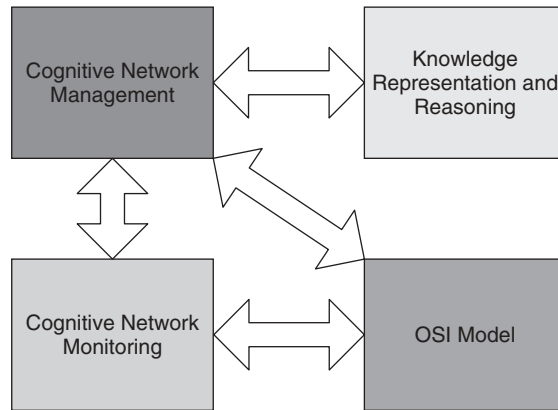 Cognitive Network
Management
Knowledge
Representation and
Reasoning
Cognitive Network
Monitoring
OSI Model